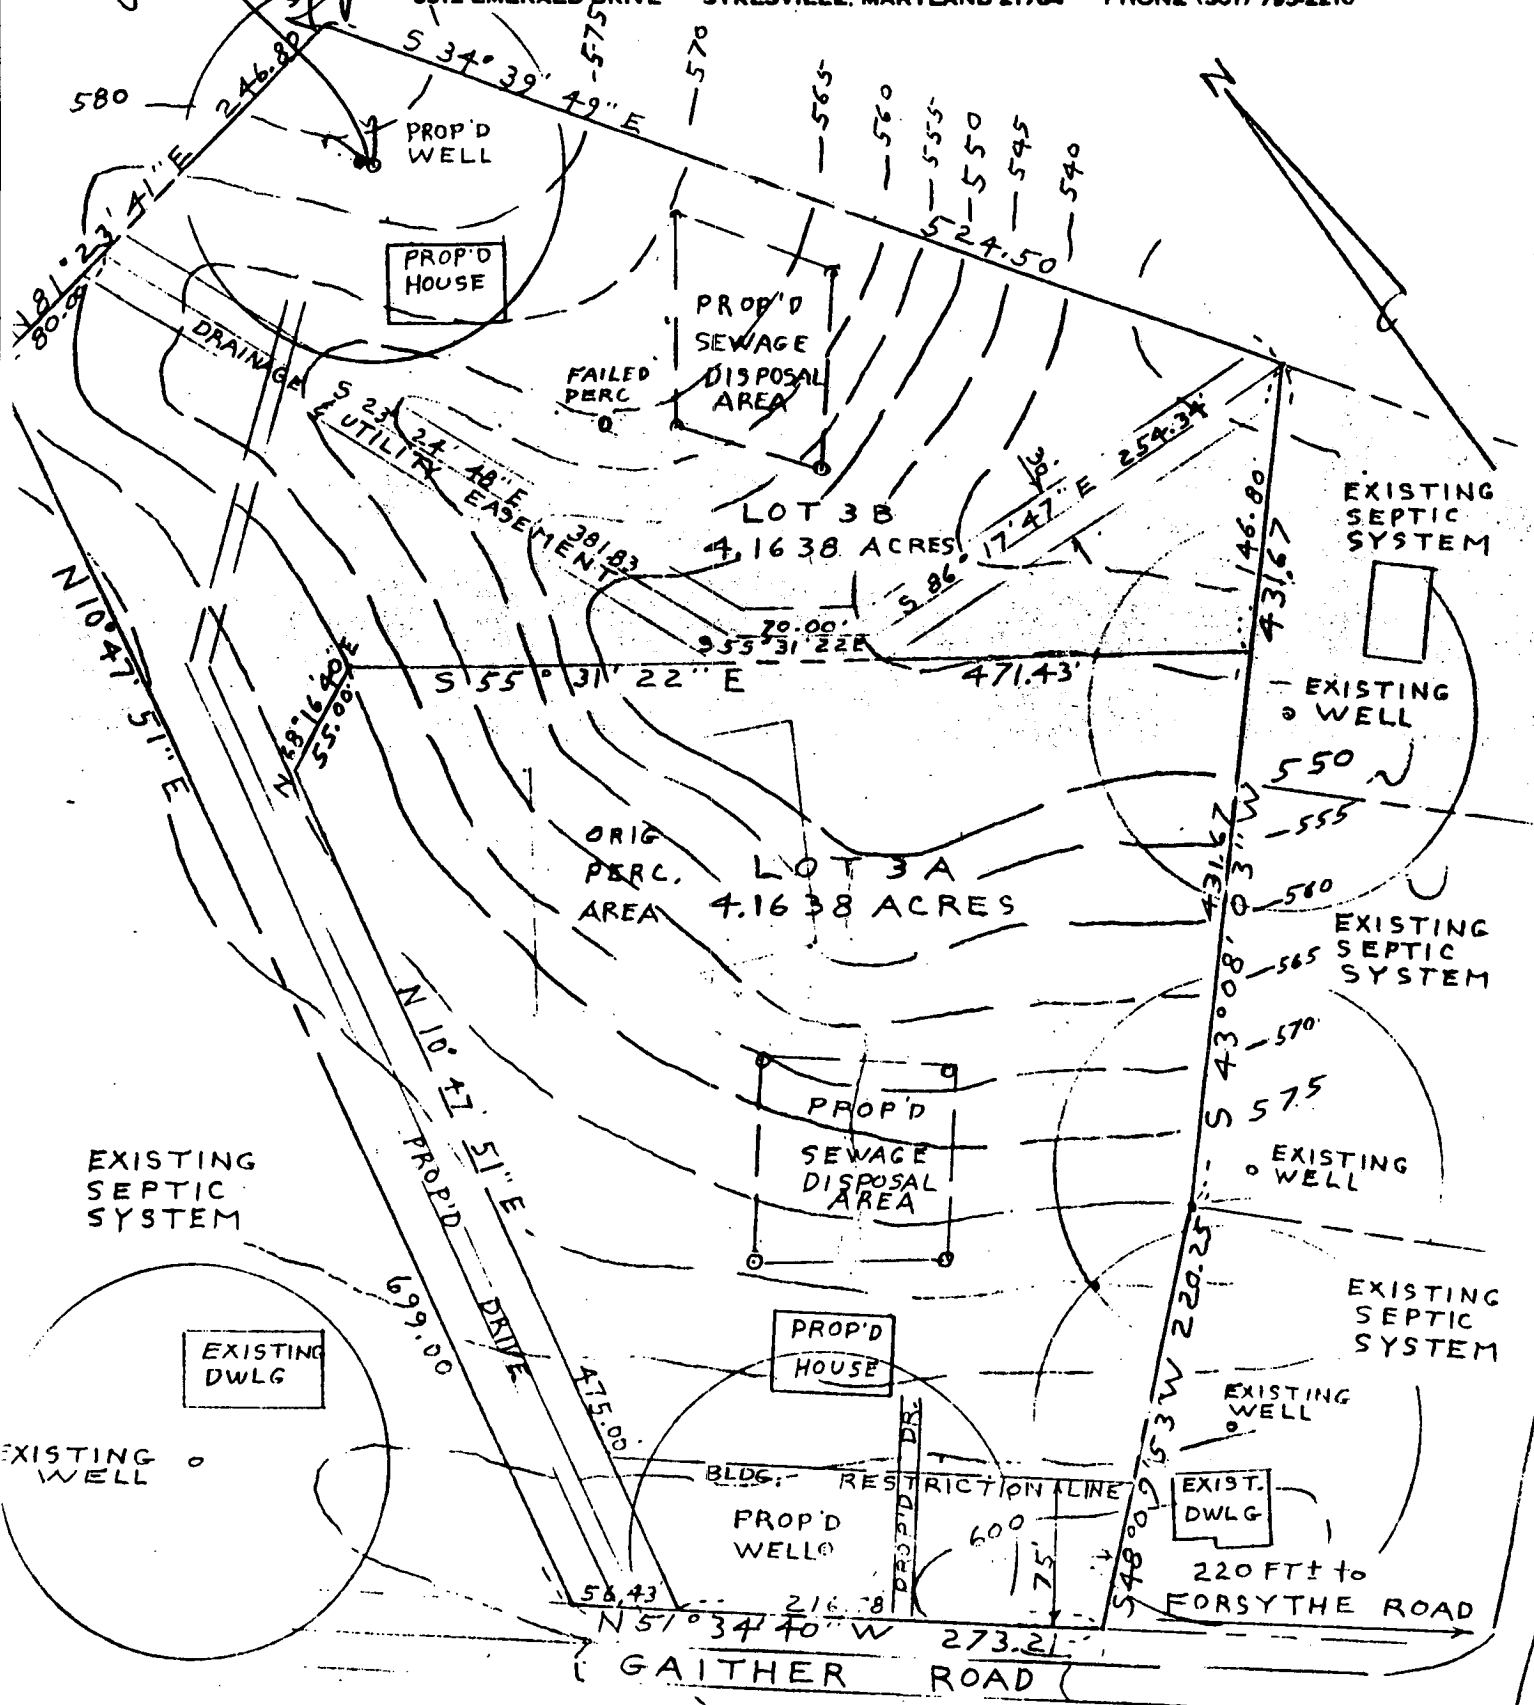 S 34° 39' 49" E
575
570
565
560
555
550
545
540
N
580
246.80
PROP'D
WELL
524.50
81° 23' 41" E
80.00
PROP'D
HOUSE
PROP'D
SEWAGE
DISPOSAL
AREA
DRAINAGE
&
UTILITY EASEMENT
FAILED
PERC
S 23° 24' 48" E
381.83
LOT 3B
4.1638 ACRES
30'
S 86° 17' 47" E 254.34'
146.80
431.67
EXISTING
SEPTIC
SYSTEM
N 10° 47' 51" E
70.00'
S 55° 31' 22" E
S 55° 31' 22" E
471.43'
N 28° 16' 40" E
55.00'
EXISTING
WELL
550
555
560
565
570
575
ORIG
PERC.
AREA
LOT 3A
4.1638 ACRES
431.67
S 43° 08' 03" W
EXISTING
SEPTIC
SYSTEM
N 10° 47' 51" E
PROP'D DRIVE
PROP'D
SEWAGE
DISPOSAL
AREA
EXISTING
WELL
EXISTING
SEPTIC
SYSTEM
699.00
475.00'
PROP'D
HOUSE
EXISTING
DWLG
EXISTING
WELL
EXISTING
SEPTIC
SYSTEM
EXISTING
WELL
220.25
S 48° 09' 53 W
BLDG. RESTRICTION LINE
PROP'D DR.
PROP'D
WELL
600
75'
EXIST.
DWLG
220 FT± to
FORSYTHE ROAD
56.43'
N 51° 34' 40" W 273.21
GAITHER ROAD